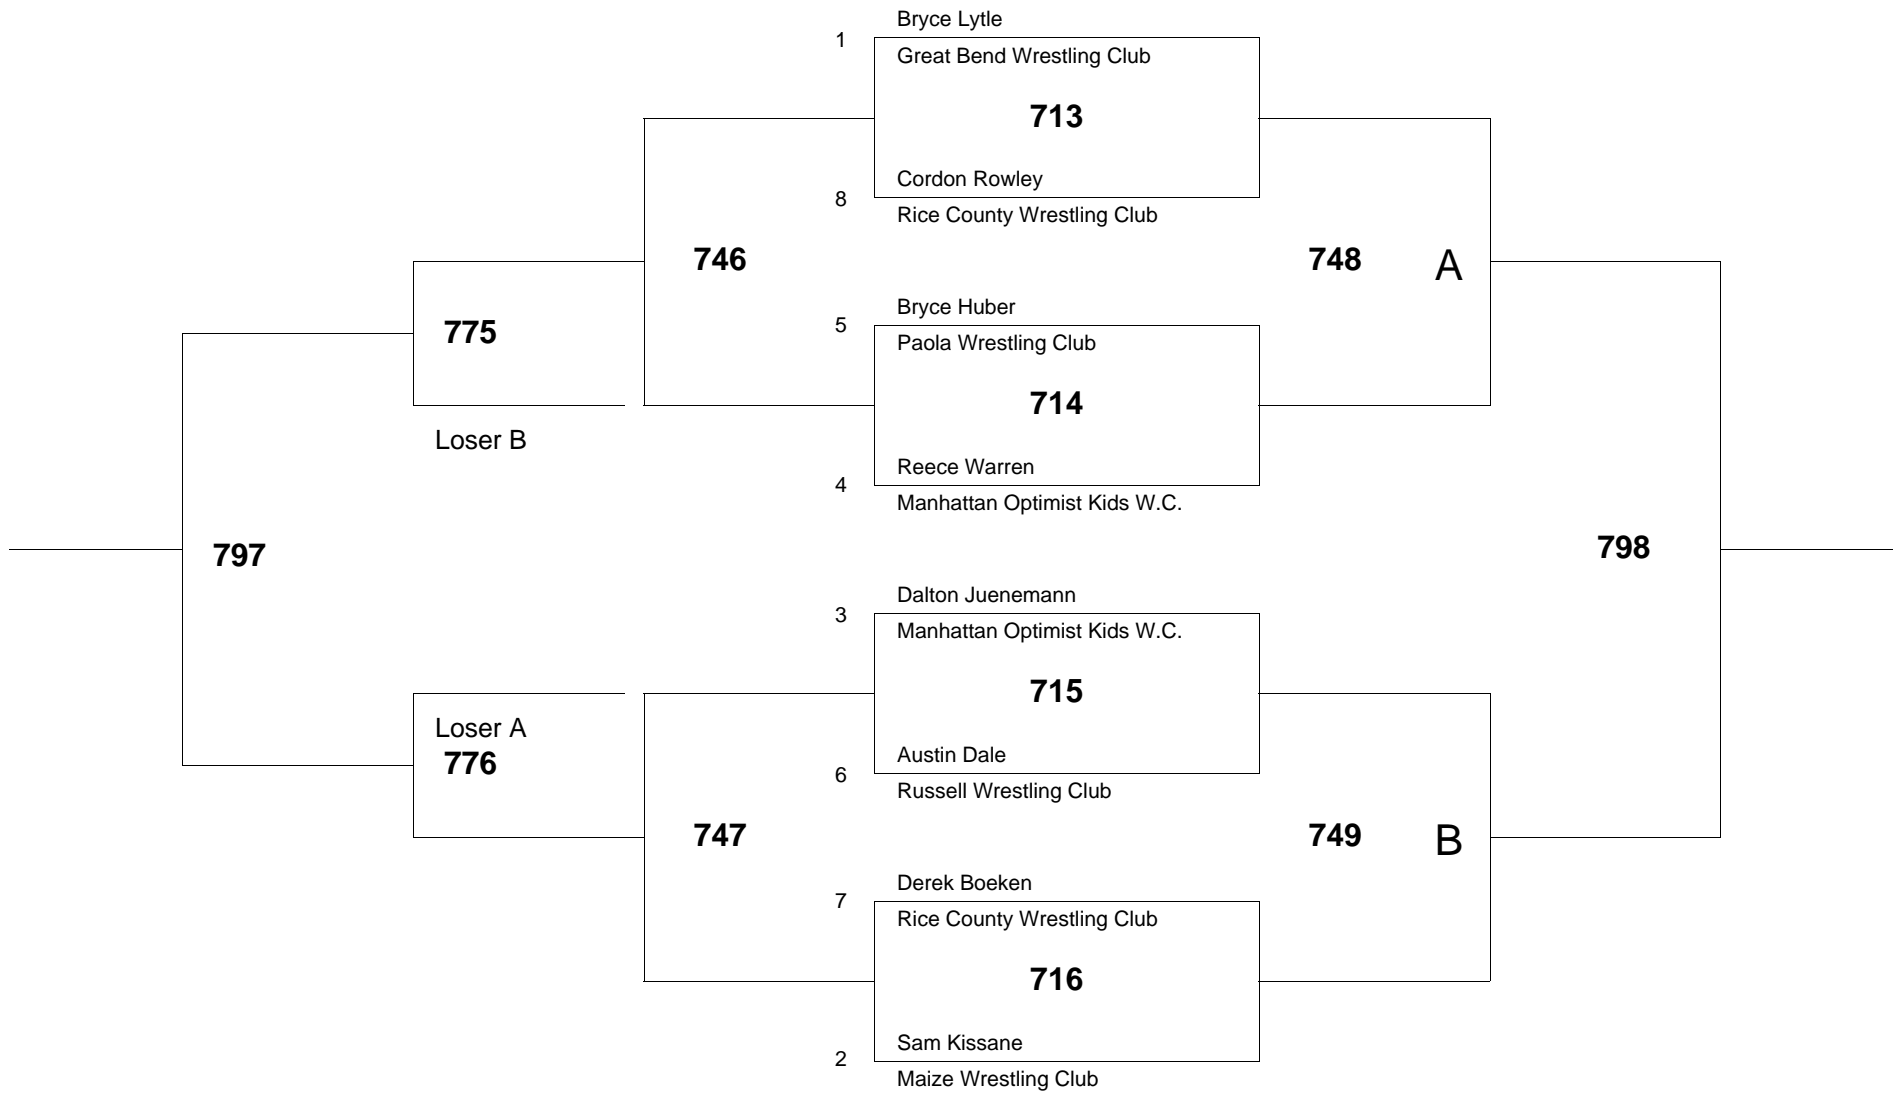 Bryce Lytle
1
Great Bend Wrestling Club
713
Cordon Rowley
8
Rice County Wrestling Club
746
748
A
Bryce Huber
5
Paola Wrestling Club
775
714
Loser B
Reece Warren
4
Manhattan Optimist Kids W.C.
797
798
Dalton Juenemann
3
Manhattan Optimist Kids W.C.
715
Loser A
776
Austin Dale
6
Russell Wrestling Club
747
749
B
Derek Boeken
7
Rice County Wrestling Club
716
Sam Kissane
2
Maize Wrestling Club